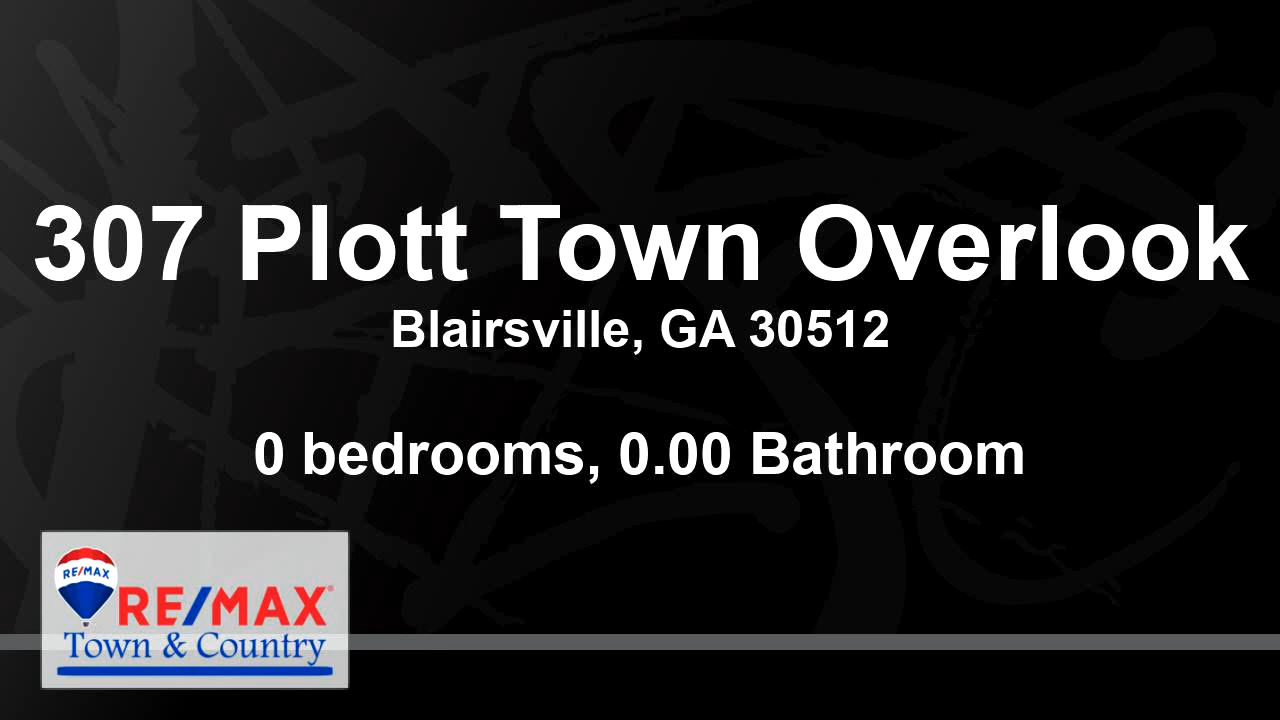 307 Plott Town Overlook
Blairsville, GA 30512
0 bedrooms, 0.00 Bathroom
RE/MAX
RE/MAX®
Town & Country